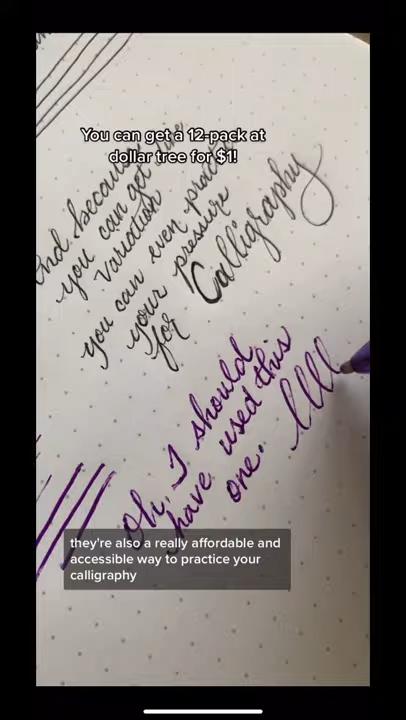 You can get a 12-pack at
dollar tree for $1!
And because
you can get line
variation
you can even practice
your pressure
for Calligraphy
Oh, I should
have used this
one. llll
they're also a really affordable and
accessible way to practice your
calligraphy